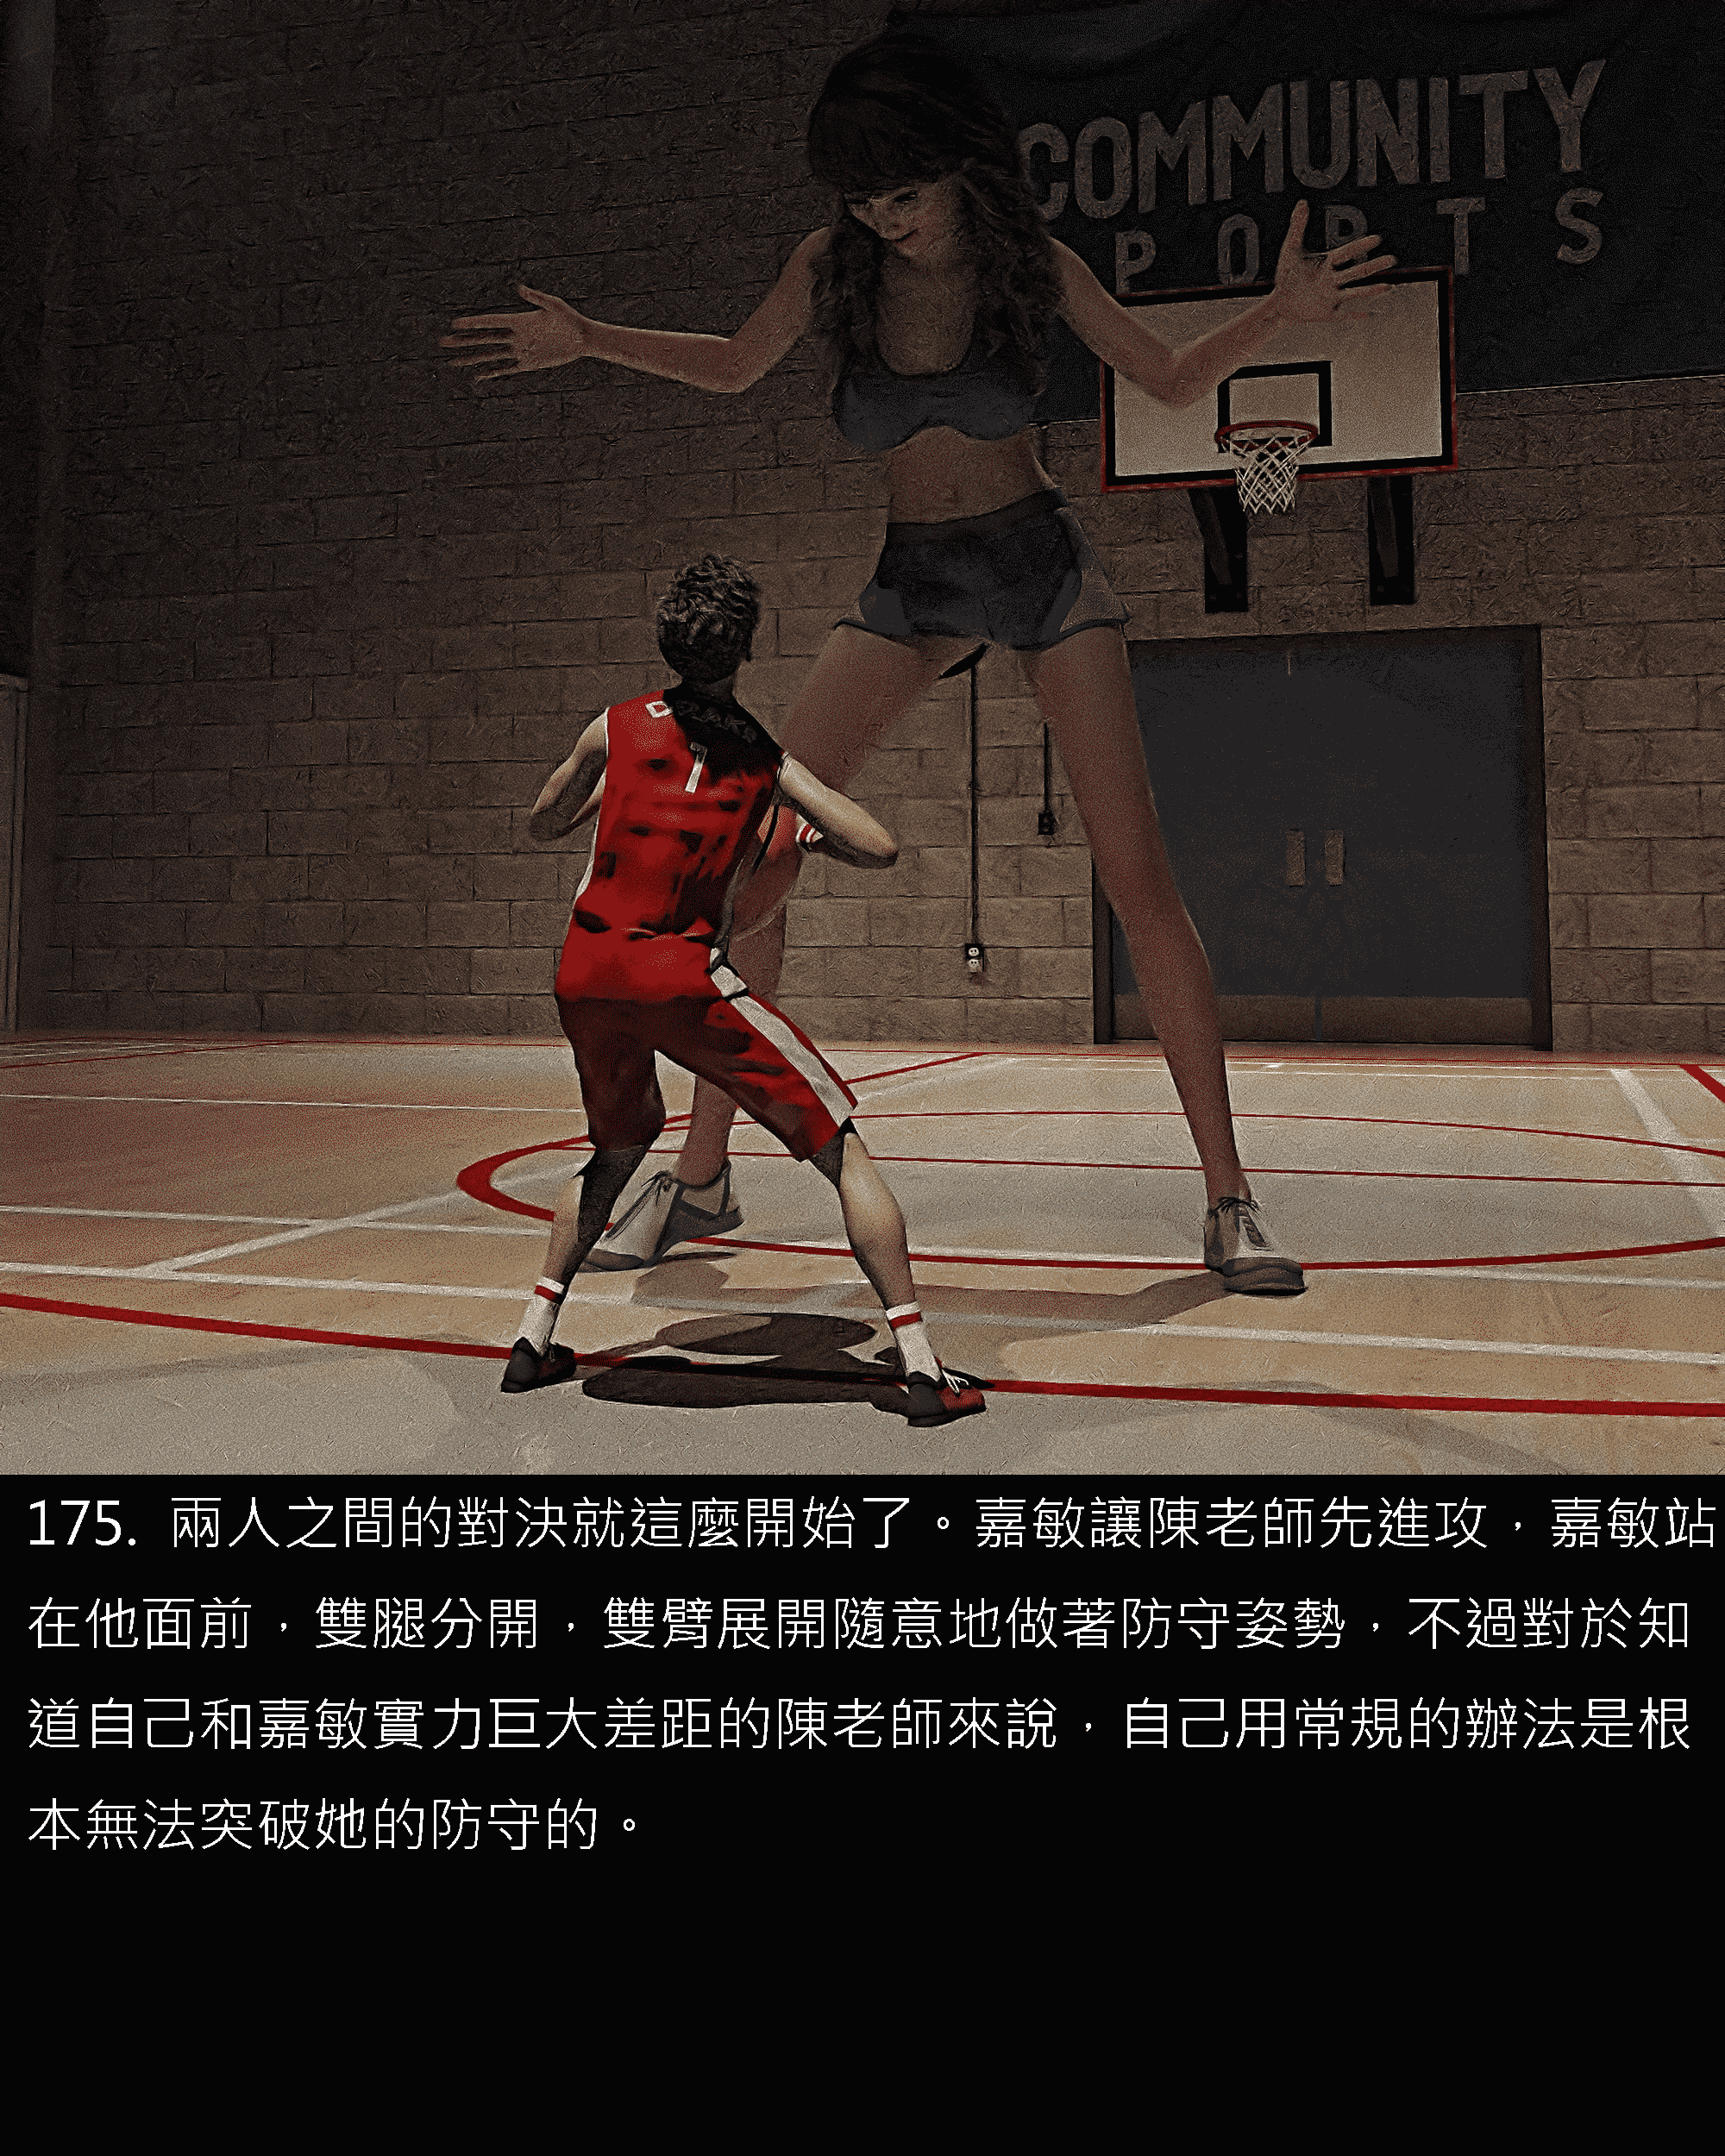 COMMUNITY
PORTS
1
175. 兩人之間的對決就這麼開始了。嘉敏讓陳老師先進攻，嘉敏站
在他面前，雙腿分開，雙臂展開隨意地做著防守姿勢，不過對於知
道自己和嘉敏實力巨大差距的陳老師來說，自己用常規的辦法是根
本無法突破她的防守的。